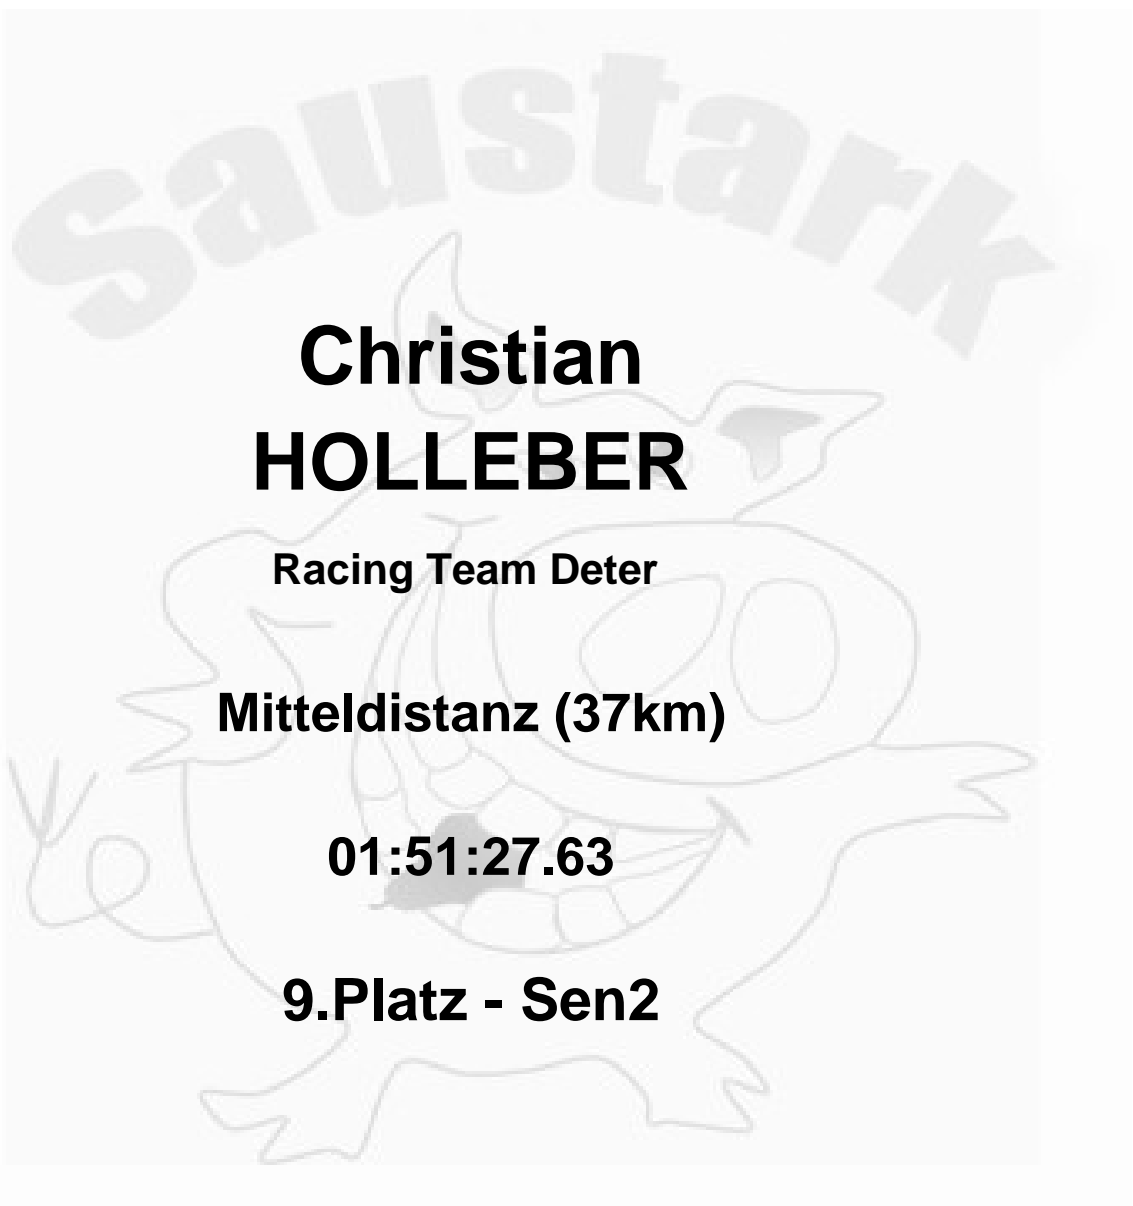 Saustark
Christian
HOLLEBER
Racing Team Deter
Mitteldistanz (37km)
01:51:27.63
9.Platz - Sen2